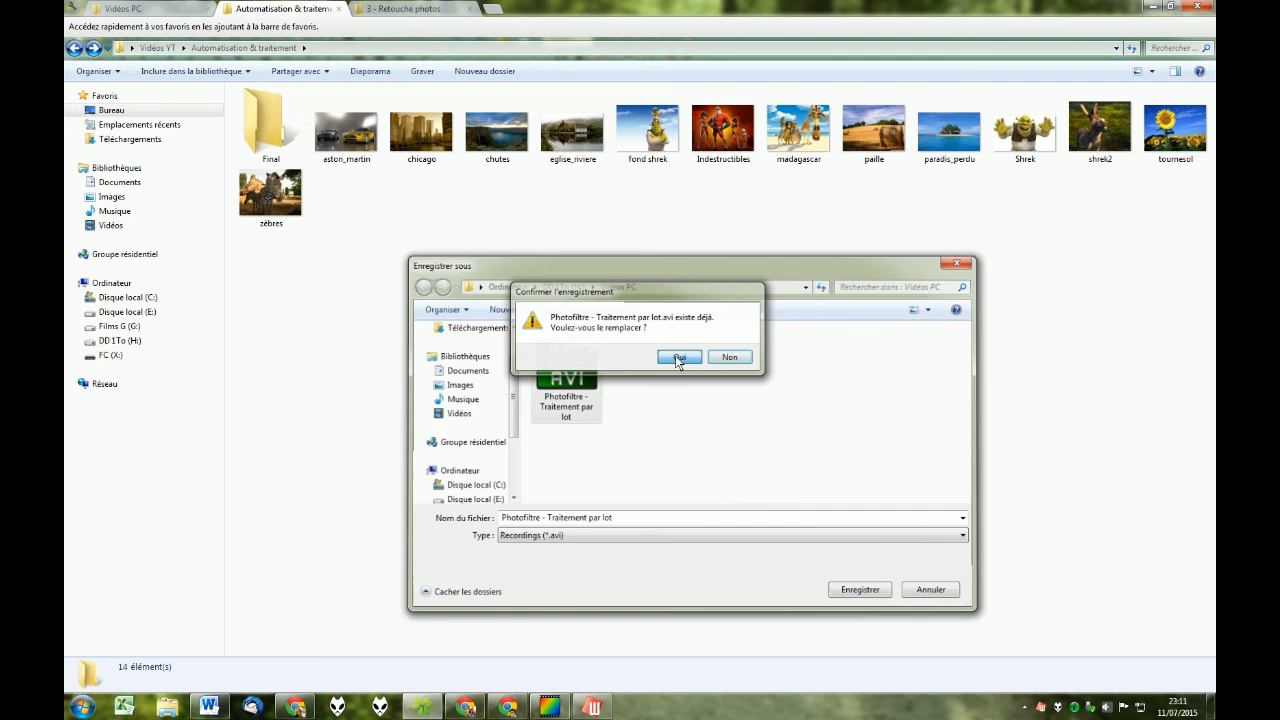 Vidéos PC
Automatisation & traiteme
3 - Retouche photos
Accédez rapidement à vos favoris en les ajoutant à la barre de favoris.
Vidéos YT
Automatisation & traitement
Rechercher...
Organiser
Inclure dans la bibliothèque
Partager avec
Diaporama
Graver
Nouveau dossier
Favoris
Bureau
Emplacements récents
Téléchargements
Bibliothèques
Documents
Images
Musique
Vidéos
Groupe résidentiel
Ordinateur
Disque local (C:)
Disque local (E:)
Films G (G:)
DD 1To (H:)
FC (X:)
Réseau
Final
aston_martin
chicago
chutes
eglise_riviere
fond shrek
Indestructibles
madagascar
paille
paradis_perdu
Shrek
shrek2
tournesol
zèbres
Enregistrer sous
Vidéos PC
Rechercher dans : Vidéos PC
Organiser
Nouv
Téléchargement
Bibliothèques
Documents
Images
Musique
Vidéos
Groupe résidentiel
Ordinateur
Disque local (C:)
Disque local (E:)
Confirmer l'enregistrement
Photofiltre - Traitement par lot.avi existe déjà.
Voulez-vous le remplacer ?
Oui
Non
AVI
Photofiltre -
Traitement par
lot
Nom du fichier :
Photofiltre - Traitement par lot
Type :
Recordings (*.avi)
Cacher les dossiers
Enregistrer
Annuler
14 élément(s)
23:11
11/07/2015